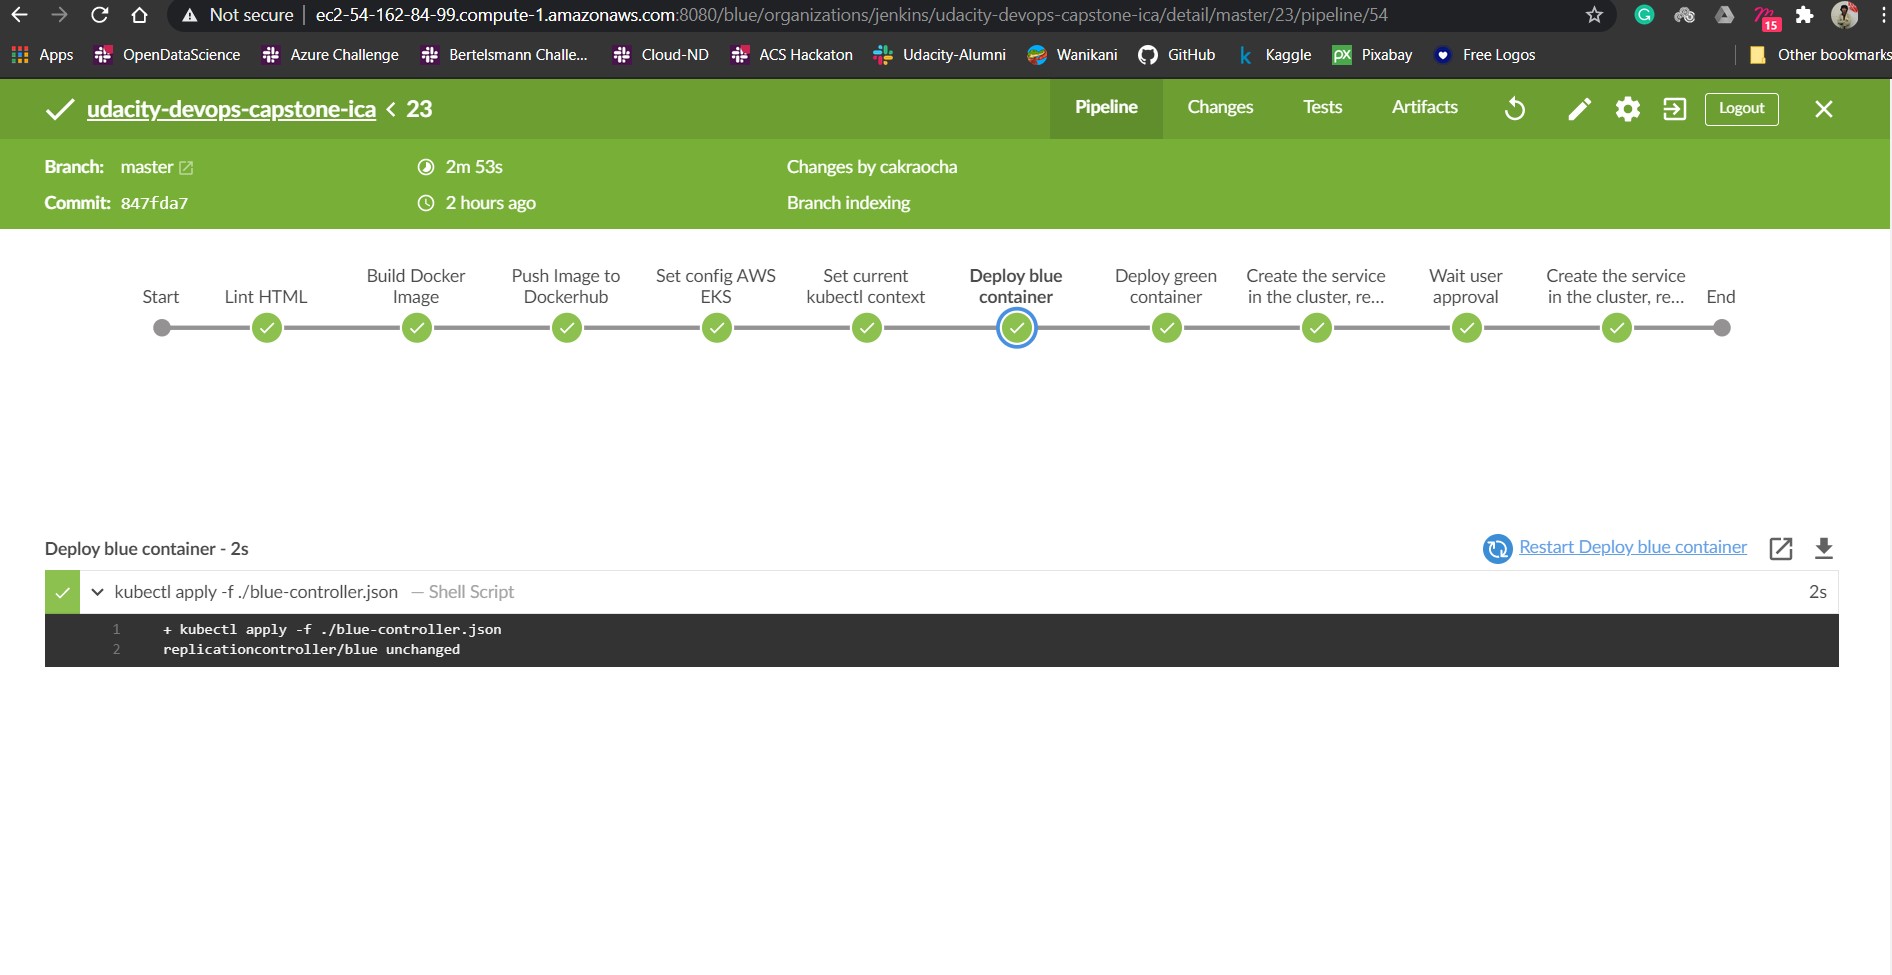 Not secure | ec2-54-162-84-99.compute-1.amazonaws.com:8080/blue/organizations/jenkins/udacity-devops-capstone-ica/detail/master/23/pipeline/54
15
Apps OpenDataScience Azure Challenge Bertelsmann Challe... Cloud-ND ACS Hackaton Udacity-Alumni Wanikani GitHub k Kaggle px Pixabay Free Logos Other bookmarks
udacity-devops-capstone-ica < 23 Pipeline Changes Tests Artifacts Logout
Branch: master 2m 53s Changes by cakraocha
Commit: 847fda7 2 hours ago Branch indexing
Start
Lint HTML
Build Docker
Image
Push Image to
Dockerhub
Set config AWS
EKS
Set current
kubectl context
Deploy blue
container
Deploy green
container
Create the service
in the cluster, re...
Wait user
approval
Create the service
in the cluster, re...
End
Deploy blue container - 2s Restart Deploy blue container
kubectl apply -f ./blue-controller.json — Shell Script 2s
1 + kubectl apply -f ./blue-controller.json
2 replicationcontroller/blue unchanged